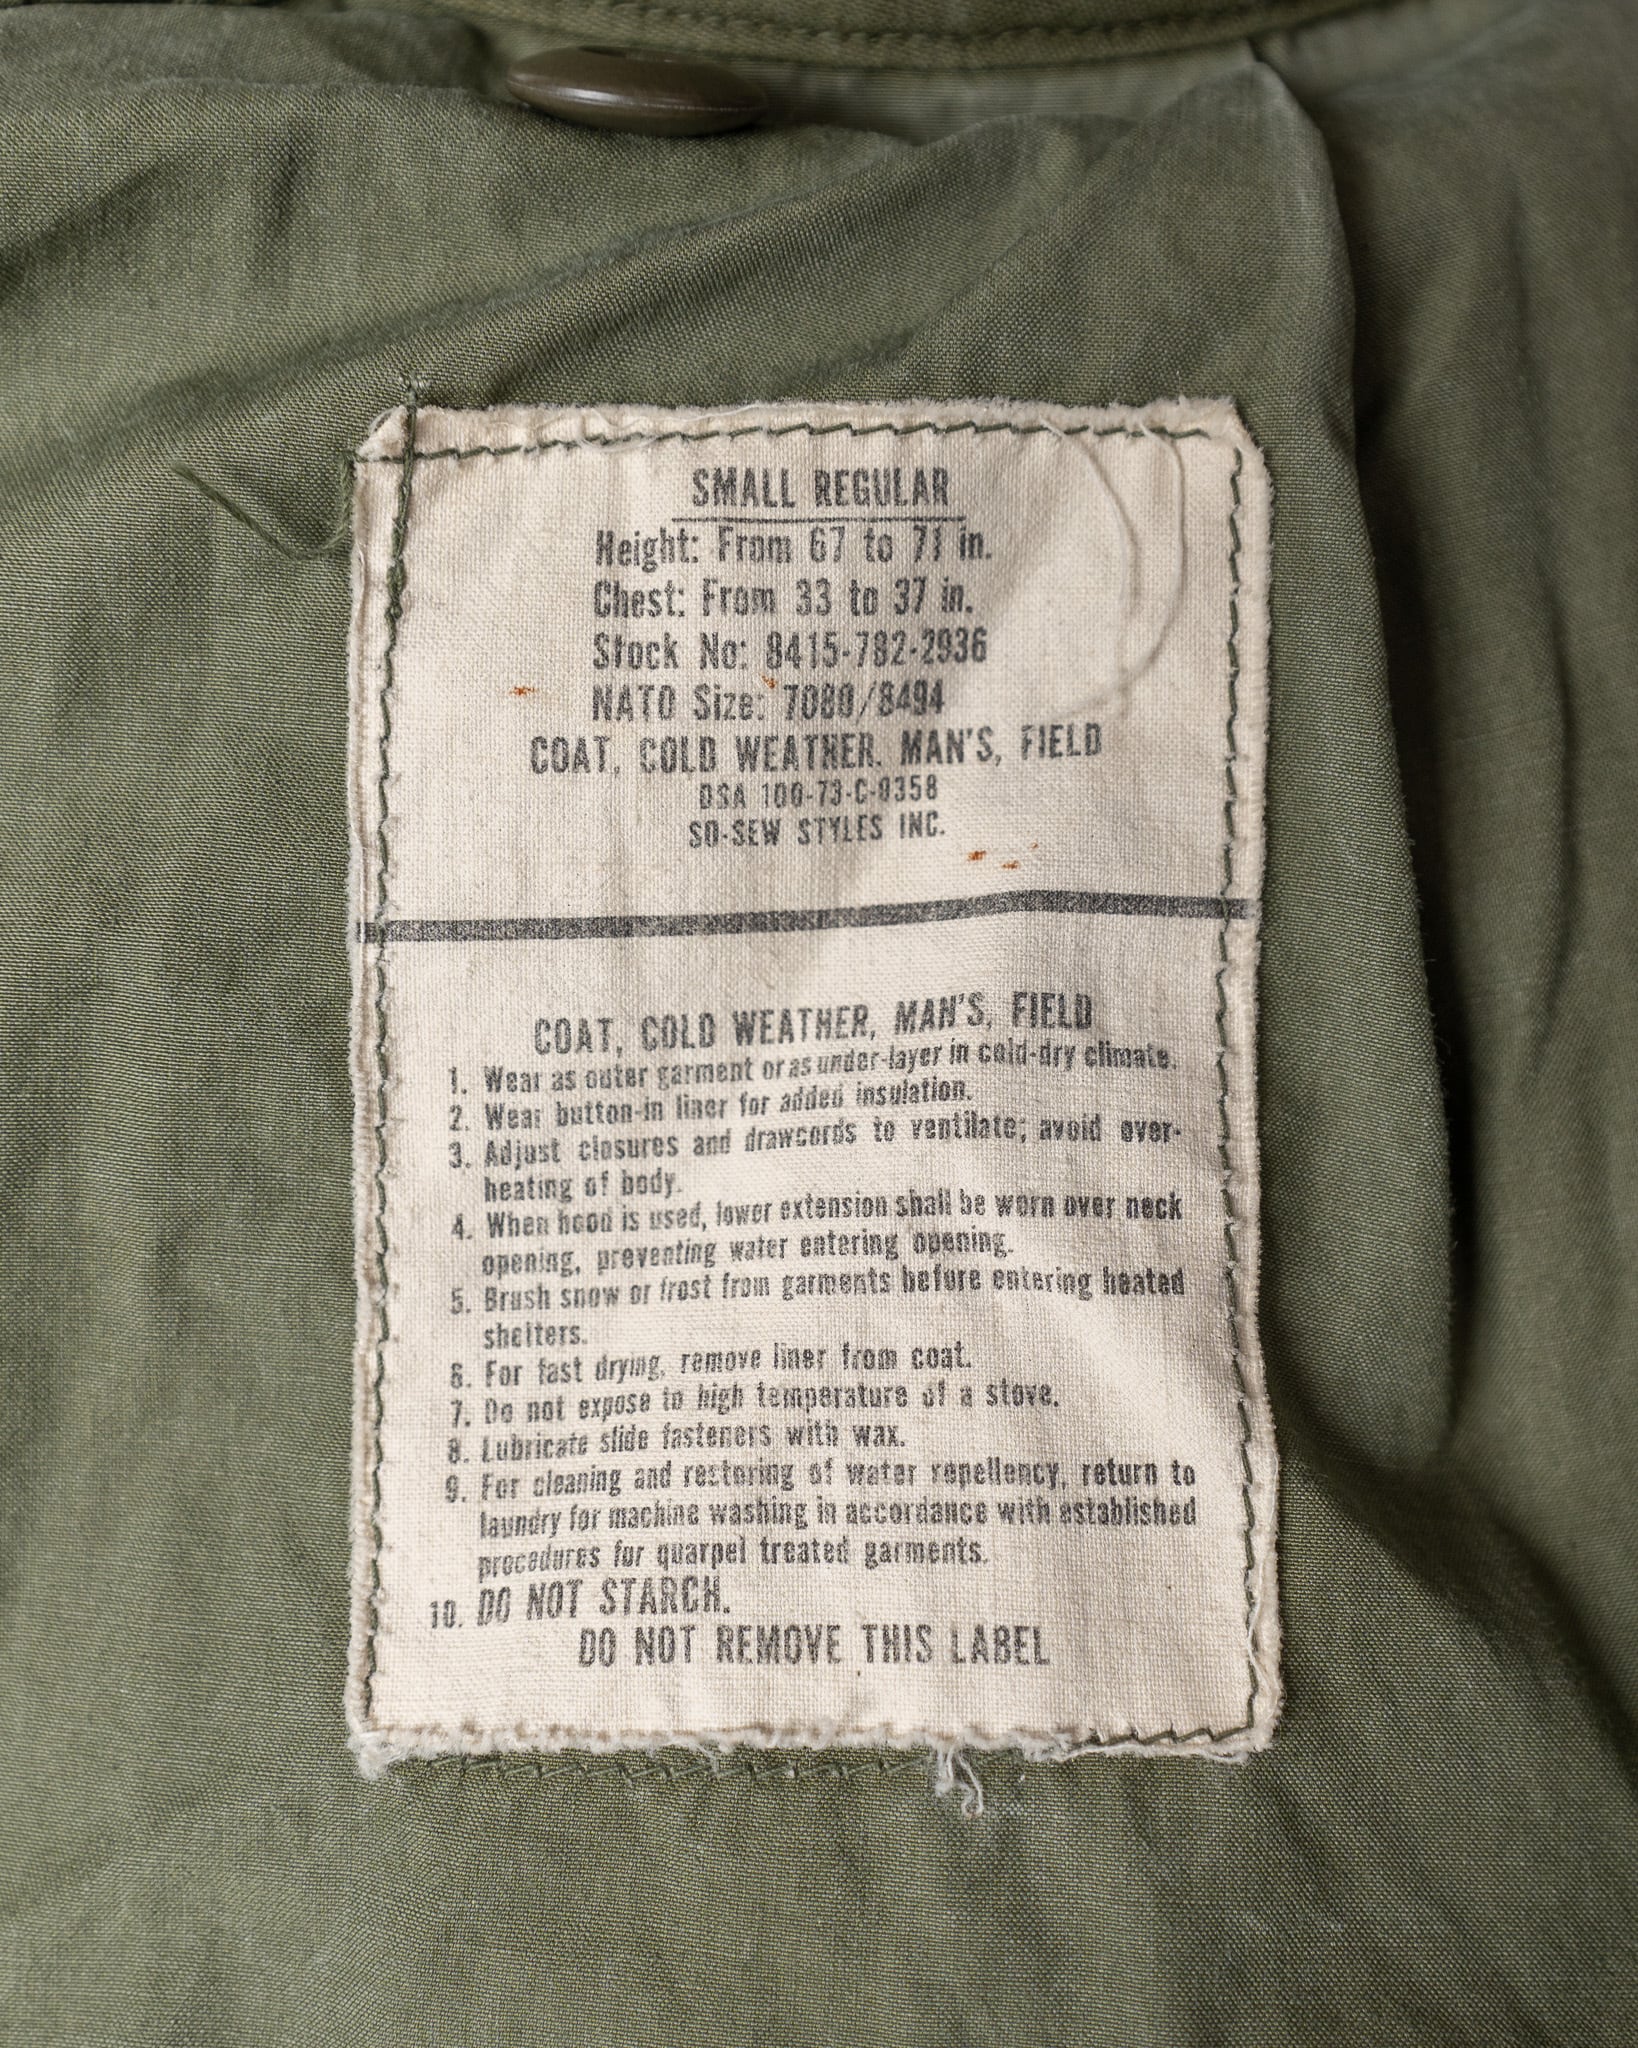 SMALL REGULAR
Height: From 67 to 71 in.
Chest: From 33 to 37 in.
Stock No: 8415-782-2936
NATO Size: 7080/8494
COAT, COLD WEATHER, MAN'S, FIELD
DSA 100-73-C-0358
SO-SEW STYLES INC.
COAT, COLD WEATHER, MAN'S, FIELD
1. Wear as outer garment or as under-layer in cold-dry climate.
2. Wear button-in liner for added insulation.
3. Adjust closures and drawcords to ventilate; avoid over-
heating of body.
4. When hood is used, lower extension shall be worn over neck
opening, preventing water entering opening.
5. Brush snow or frost from garments before entering heated
shelters.
6. For fast drying, remove liner from coat.
7. Do not expose to high temperature of a stove.
8. Lubricate slide fasteners with wax.
9. For cleaning and restoring of water repellency, return to
laundry for machine washing in accordance with established
procedures for quarpel treated garments.
10. DO NOT STARCH.
DO NOT REMOVE THIS LABEL